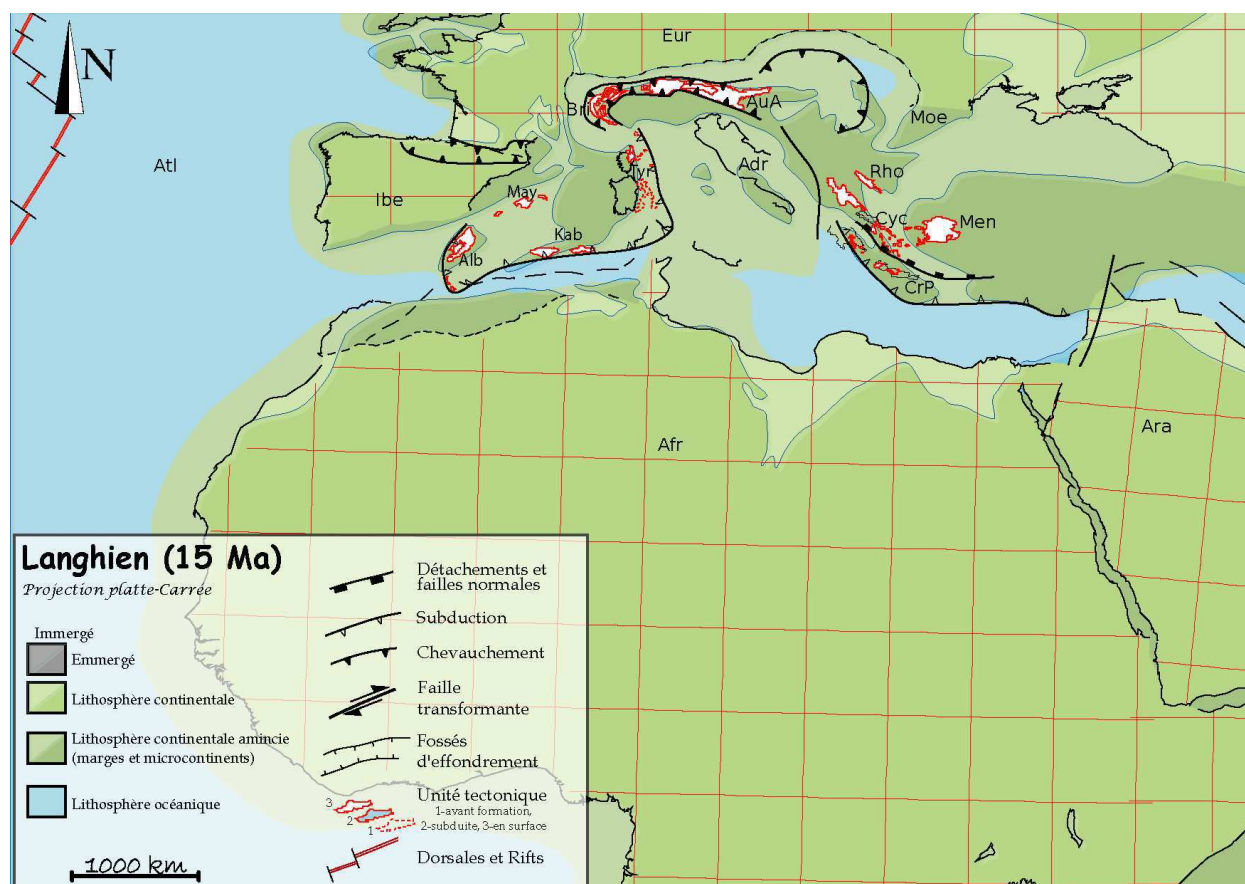 N
Eur
Atl
Bri
AuA
Moe
Adr
Tyr
Rho
Ibe
May
Cyc
Men
Kab
Alb
CrP
Afr
Ara
Langhien (15 Ma)
Projection platte-Carrée
Immergé
Emmergé
Lithosphère continentale
Lithosphère continentale amincie
(marges et microcontinents)
Lithosphère océanique
1000 km
Détachements et
failles normales
Subduction
Chevauchement
Faille
transformante
Fossés
d'effondrement
3
2
1
Unité tectonique
1-avant formation,
2-subduite, 3-en surface
Dorsales et Rifts